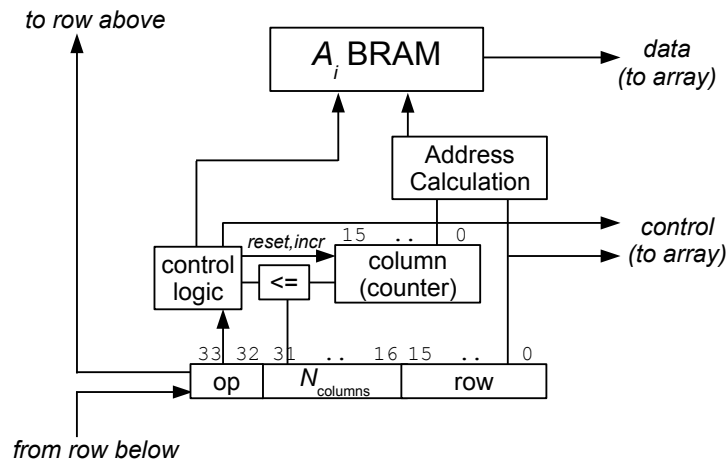 to row above
A_i BRAM
data
(to array)
Address
Calculation
control
(to array)
15 .. 0
reset,incr
control
logic
<=
column
(counter)
33 32 31 .. 16 15 .. 0
op
N_columns
row
from row below